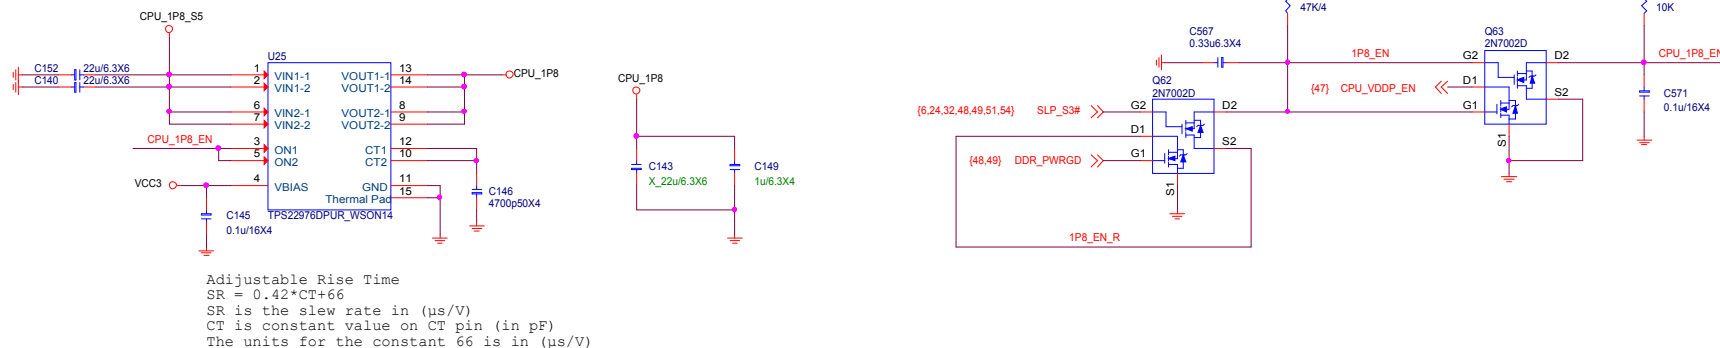 CPU_1P8_S5
C152 22u/6.3X6
C140 22u/6.3X6
U25
1 VIN1-1 VOUT1-1 13
2 VIN1-2 VOUT1-2 14
6 VIN2-1 VOUT2-1 8
7 VIN2-2 VOUT2-2 9
CPU_1P8_EN
3 ON1 CT1 12
5 ON2 CT2 10
4 VBIAS GND 11
Thermal Pad 15
TPS22976DPUR_WSON14
CPU_1P8
VCC3
C145
0.1u/16X4
C146
4700p50X4
CPU_1P8
C143
X_22u/6.3X6
C149
1u/6.3X4
Adijustable Rise Time
SR = 0.42*CT+66
SR is the slew rate in (µs/V)
CT is constant value on CT pin (in pF)
The units for the constant 66 is in (µs/V)
47K/4
C567
0.33u6.3X4
Q62
2N7002D
{6,24,32,48,49,51,54} SLP_S3#
G2 D2
D1
{48,49} DDR_PWRGD
G1 S2
S1
1P8_EN_R
1P8_EN
{47} CPU_VDDP_EN
Q63
2N7002D
G2 D2
D1
G1 S2
S1
10K
CPU_1P8_EN
C571
0.1u/16X4